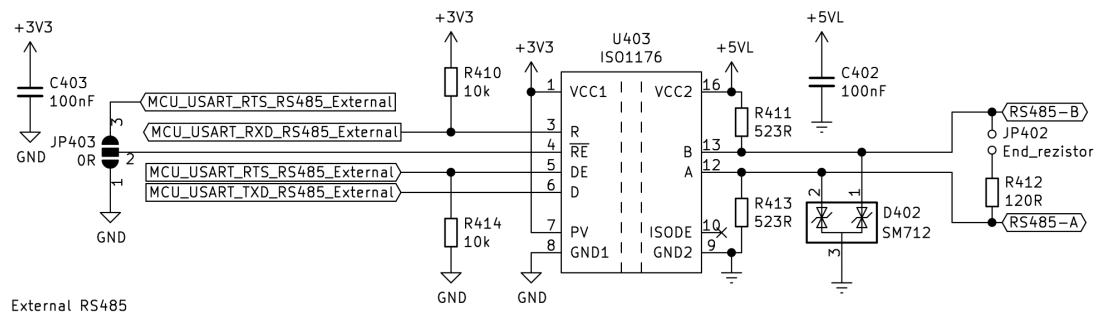 +3V3
C403
100nF
GND
MCU_USART_RTS_RS485_External
MCU_USART_RXD_RS485_External
MCU_USART_RTS_RS485_External
MCU_USART_TXD_RS485_External
JP403
0R
3
2
1
GND
+3V3
R410
10k
R414
10k
GND
+3V3
U403
ISO1176
1 VCC1
3 R
4 RE
5 DE
6 D
7 PV
8 GND1
GND
VCC2 16
B 13
A 12
ISODE 10
GND2 9
+5VL
R411
523R
R413
523R
+5VL
C402
100nF
2
1
3
D402
SM712
RS485-B
JP402
End_rezistor
R412
120R
RS485-A
External RS485